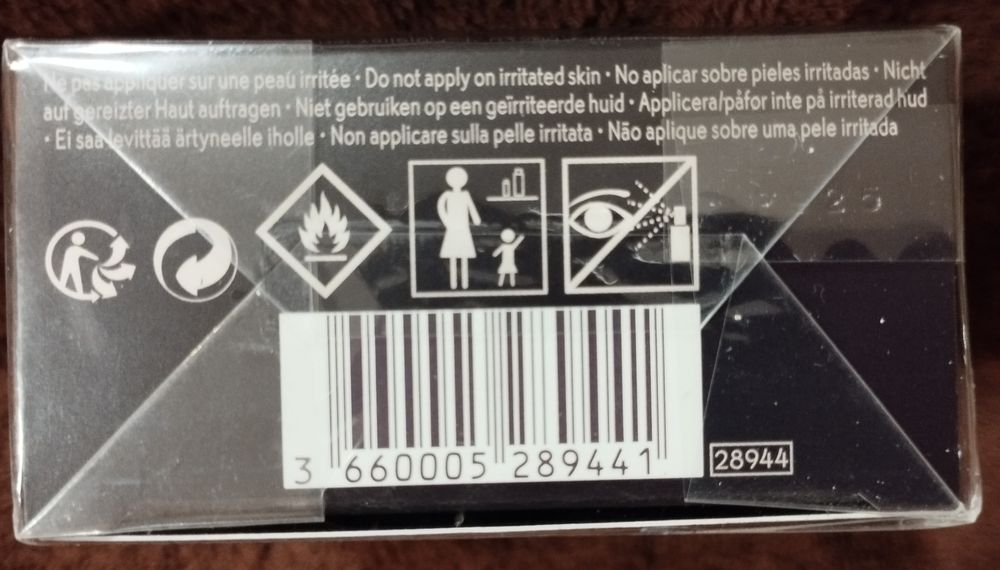 Ne pas appliquer sur une peau irritée • Do not apply on irritated skin • No aplicar sobre pieles irritadas • Nicht
auf gereizter Haut auftragen • Niet gebruiken op een geïrriteerde huid • Applicera/påfør inte på irriterad hud
• Ei saa levittää ärtyneelle iholle • Non applicare sulla pelle irritata • Não aplique sobre uma pele irritada
3 660005 289441
28944